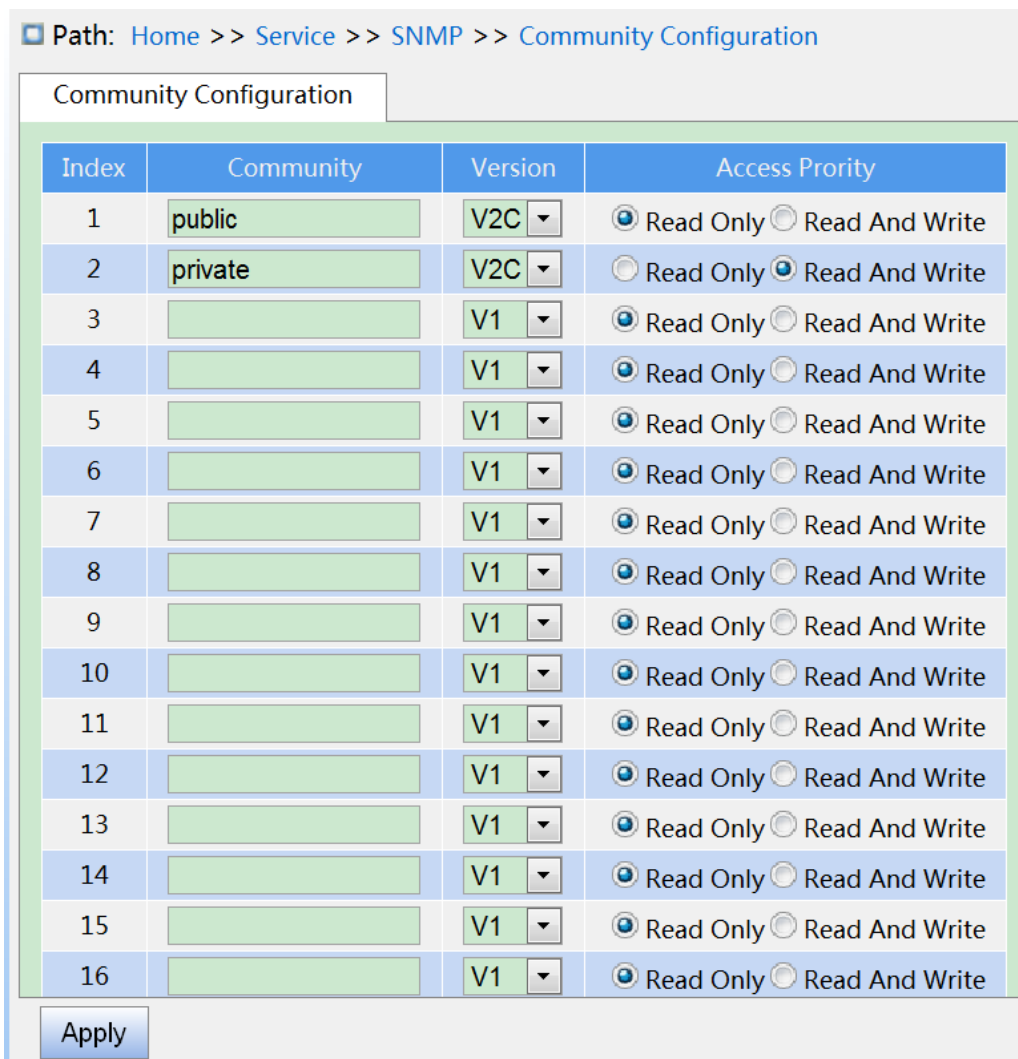 Path: Home >> Service >> SNMP >> Community Configuration
Community Configuration
Index Community Version Access Prority
1 public V2C Read Only Read And Write
2 private V2C Read Only Read And Write
3 V1 Read Only Read And Write
4 V1 Read Only Read And Write
5 V1 Read Only Read And Write
6 V1 Read Only Read And Write
7 V1 Read Only Read And Write
8 V1 Read Only Read And Write
9 V1 Read Only Read And Write
10 V1 Read Only Read And Write
11 V1 Read Only Read And Write
12 V1 Read Only Read And Write
13 V1 Read Only Read And Write
14 V1 Read Only Read And Write
15 V1 Read Only Read And Write
16 V1 Read Only Read And Write
Apply